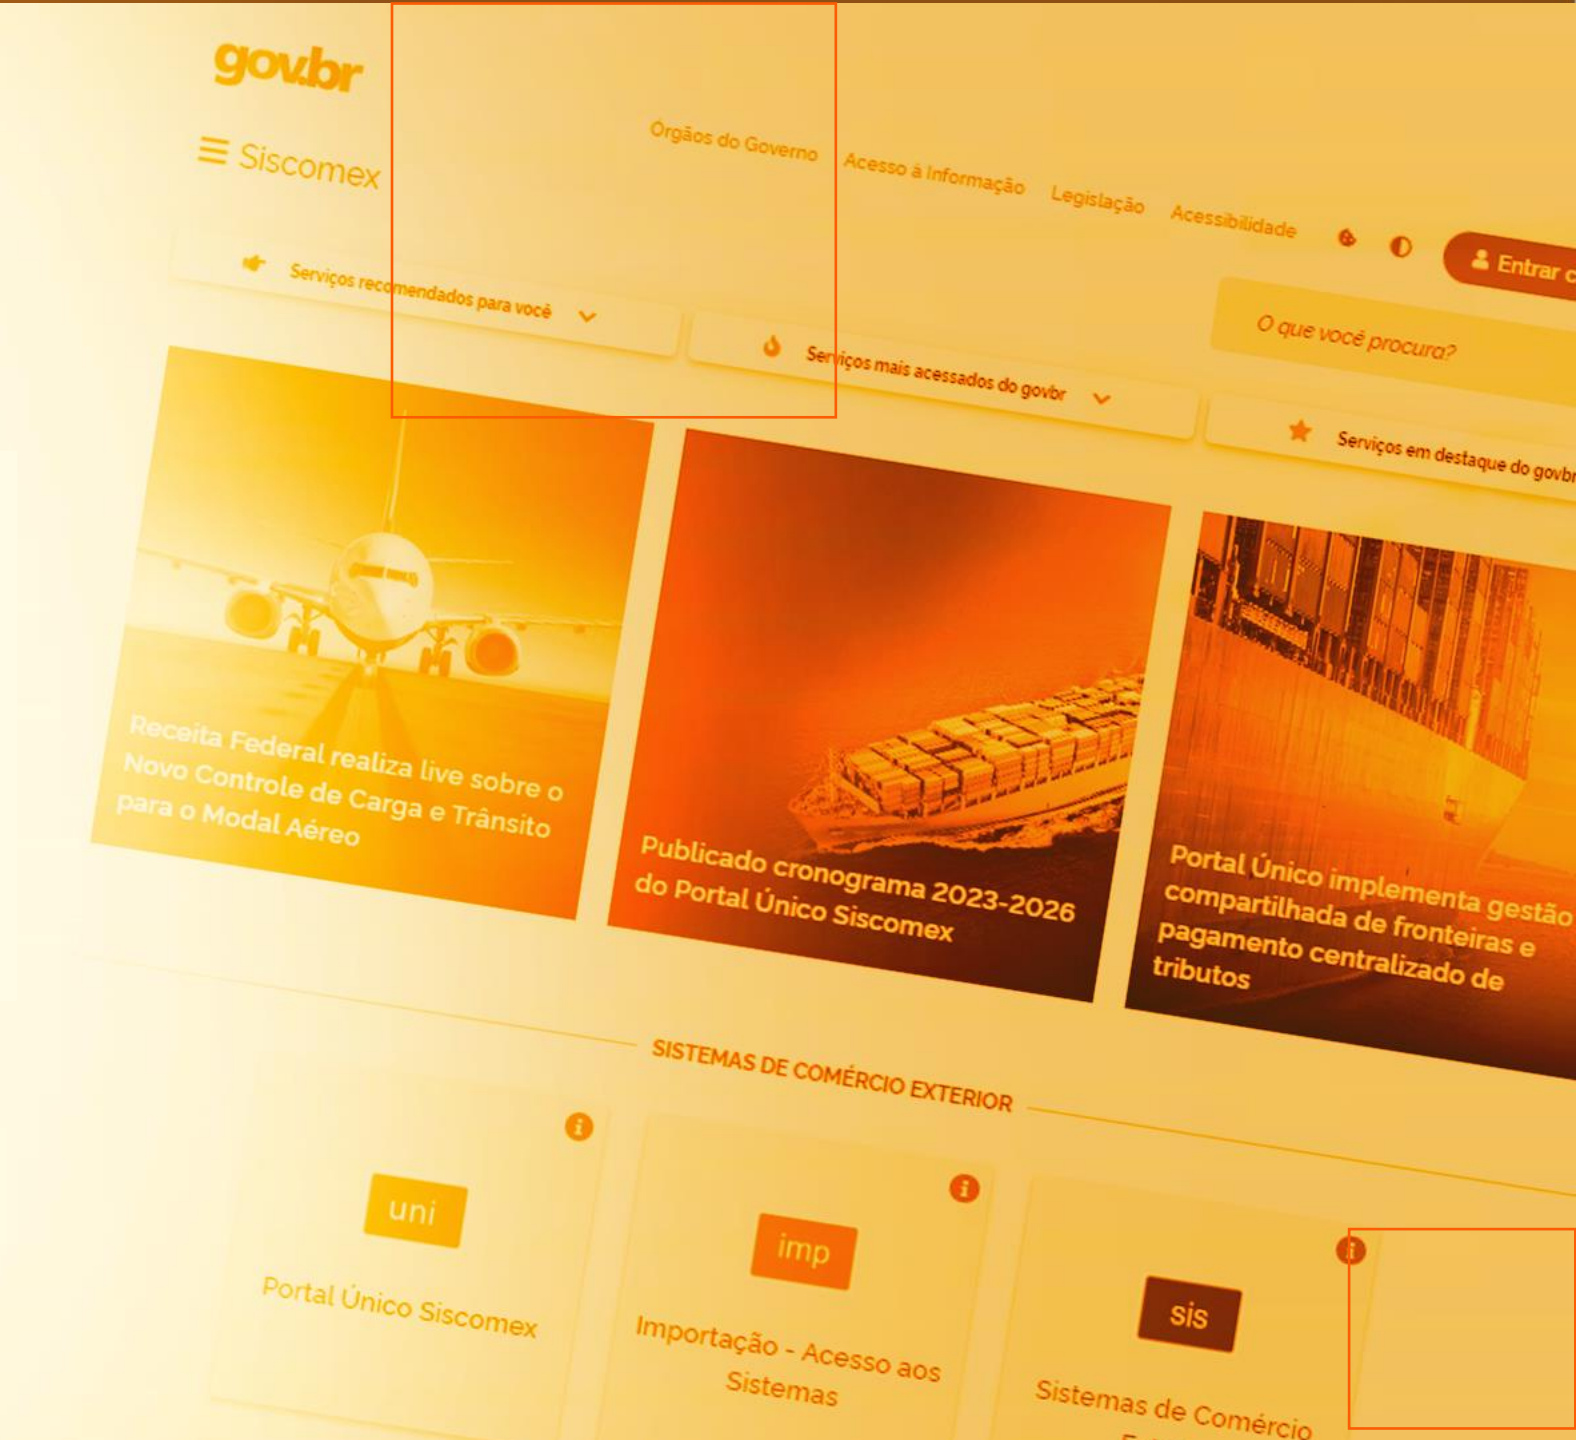 gov.br
Siscomex
Órgãos do Governo
Acesso à Informação
Legislação
Acessibilidade
Entrar
O que você procura?
Serviços recomendados para você
Serviços mais acessados do govbr
Serviços em destaque do govbr
Receita Federal realiza live sobre o
Novo Controle de Carga e Trânsito
para o Modal Aéreo
Publicado cronograma 2023-2026
do Portal Único Siscomex
Portal Único implementa gestão
compartilhada de fronteiras e
pagamento centralizado de
tributos
SISTEMAS DE COMÉRCIO EXTERIOR
uni
Portal Único Siscomex
imp
Importação - Acesso aos
Sistemas
sis
Sistemas de Comércio